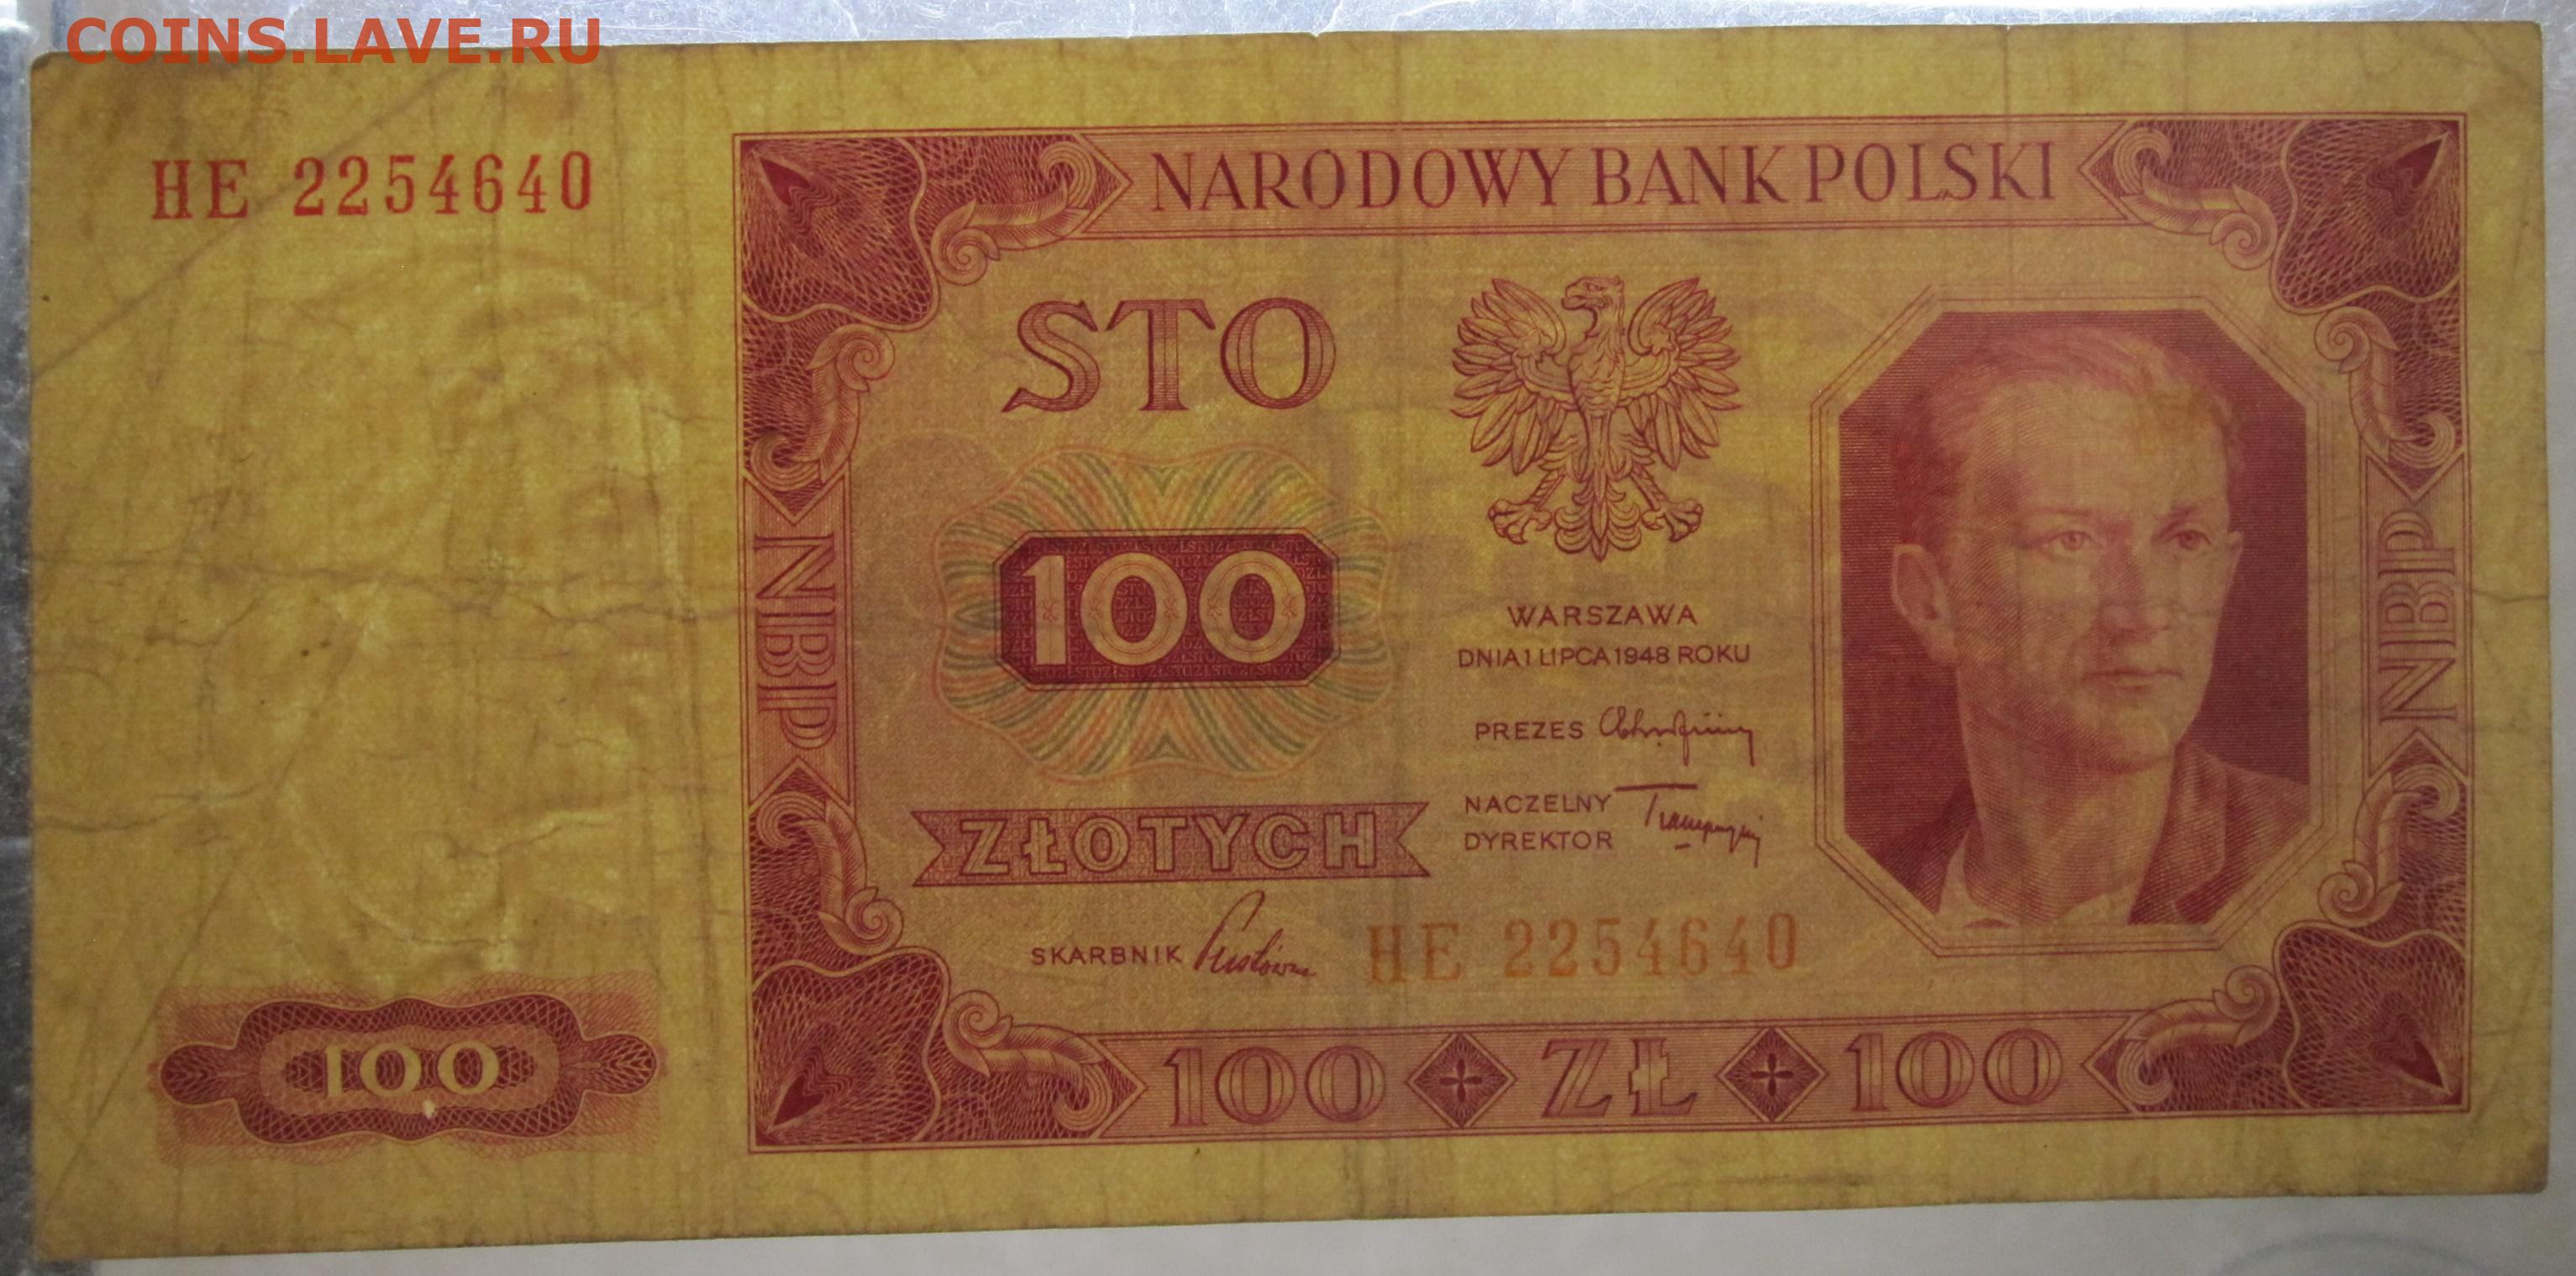 COINS.LAVE.RU
HE 2254640
NARODOWY BANK POLSKI
STO
100
ZŁOTYCH
WARSZAWA
DNIA 1 LIPCA 1948 ROKU
PREZES
NACZELNY
DYREKTOR
SKARBNIK
HE 2254640
NBP
NBP
100
100 ZŁ 100